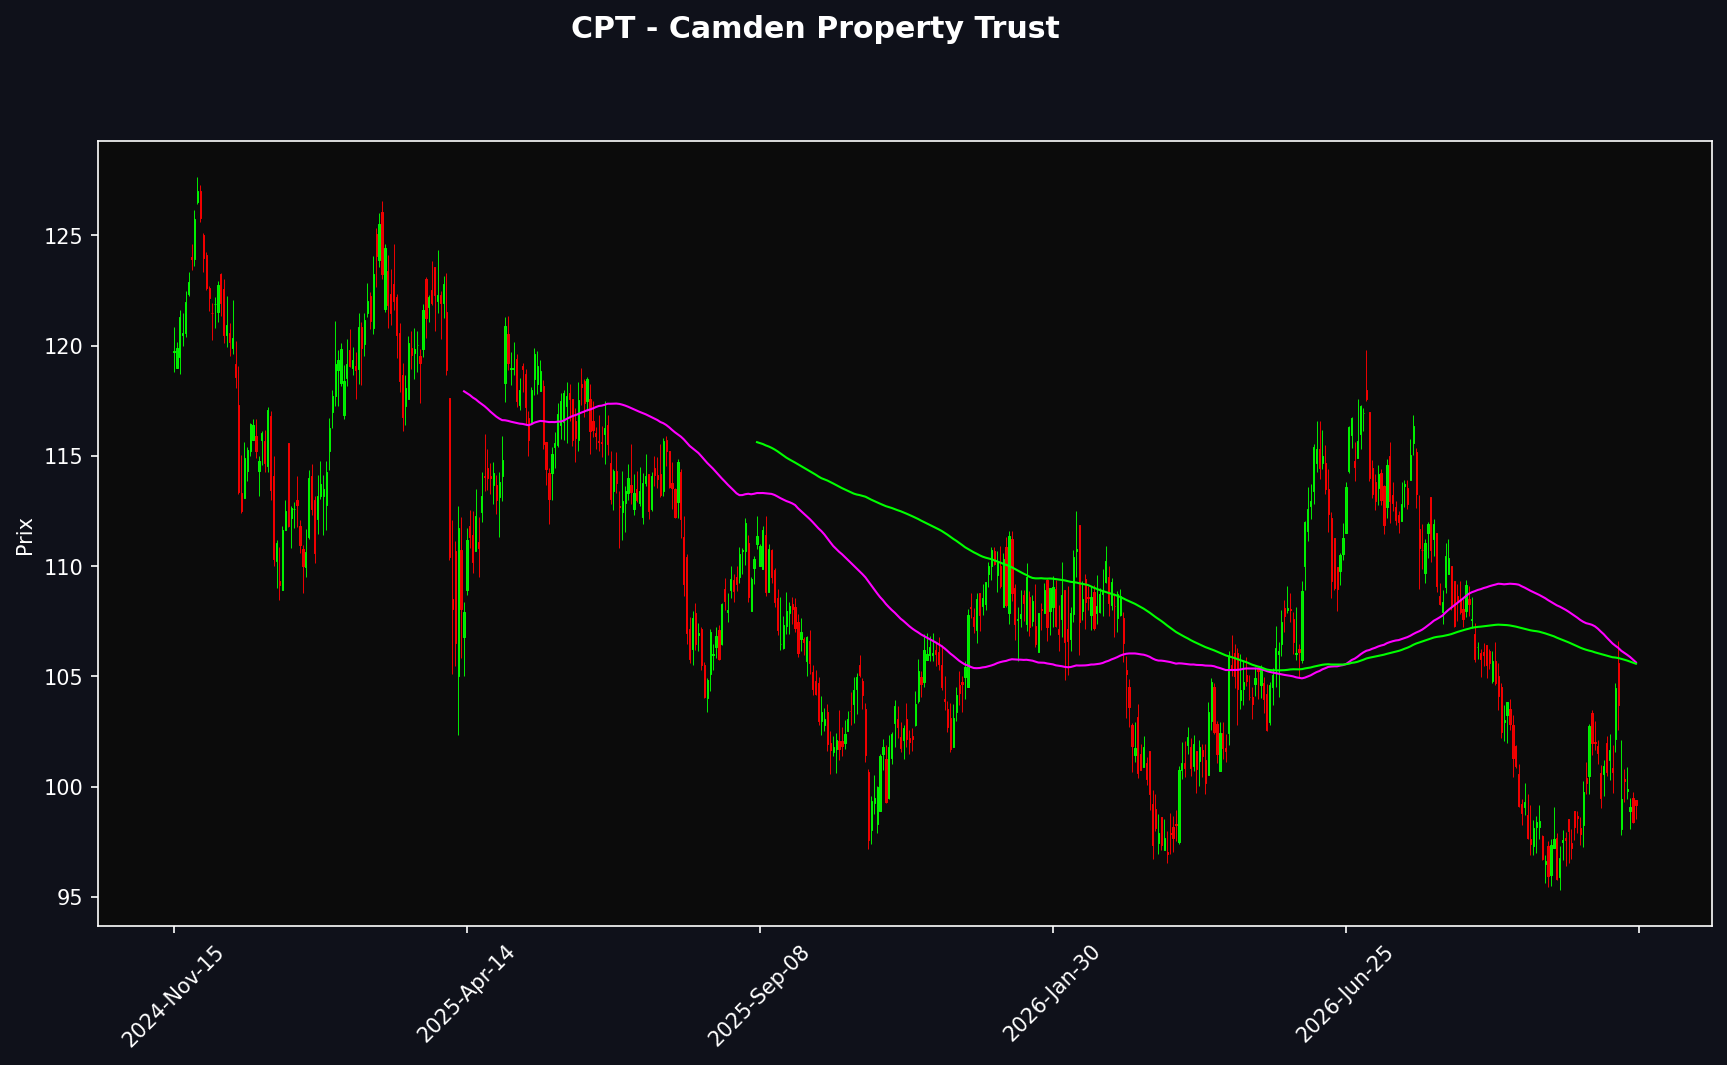 CPT - Camden Property Trust
Prix
125
120
115
110
105
100
95
2024-Nov-15
2025-Apr-14
2025-Sep-08
2026-Jan-30
2026-Jun-25